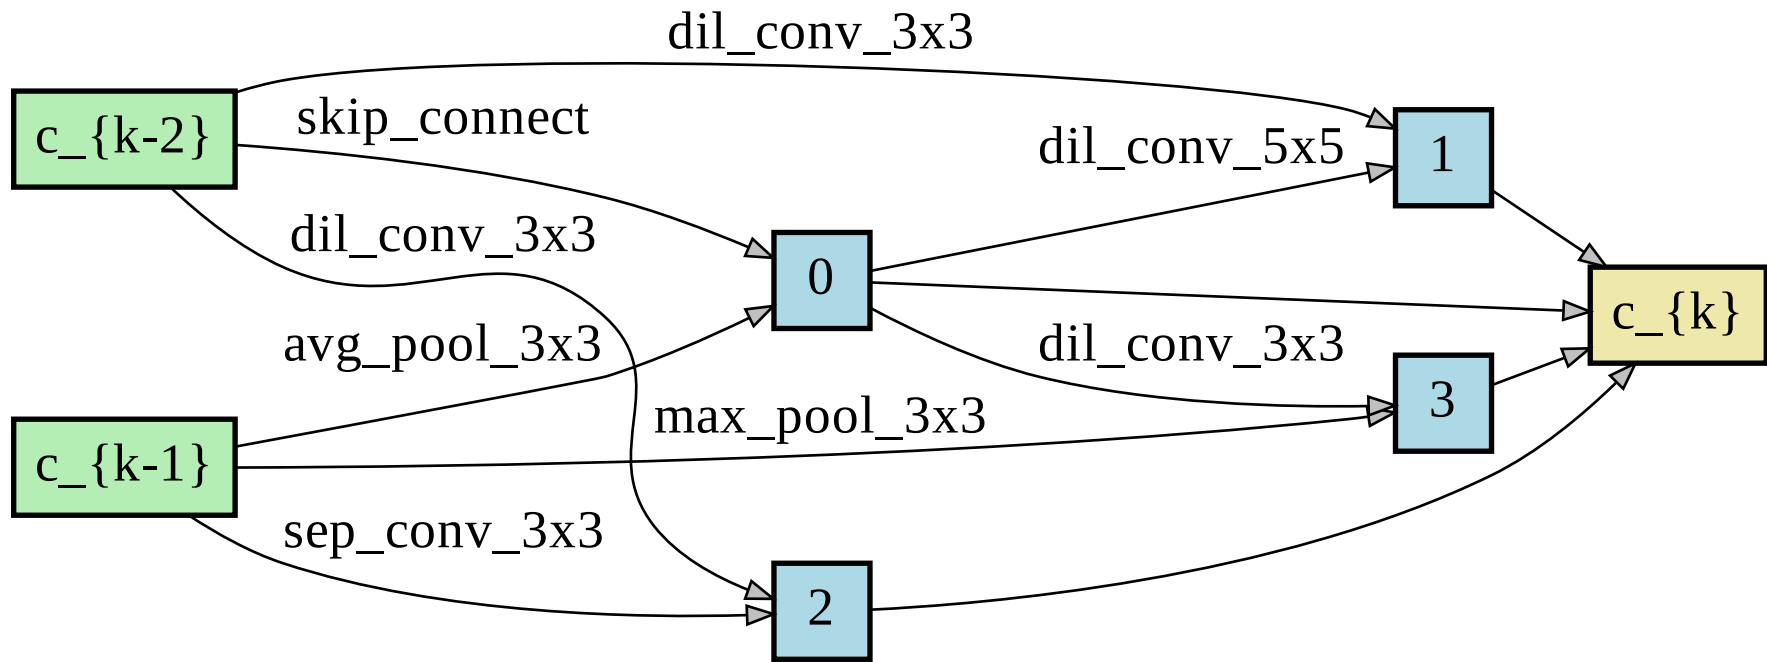 dil_conv_3x3
c_{k-2}
skip_connect
dil_conv_5x5
1
dil_conv_3x3
0
c_{k}
avg_pool_3x3
dil_conv_3x3
3
max_pool_3x3
c_{k-1}
sep_conv_3x3
2